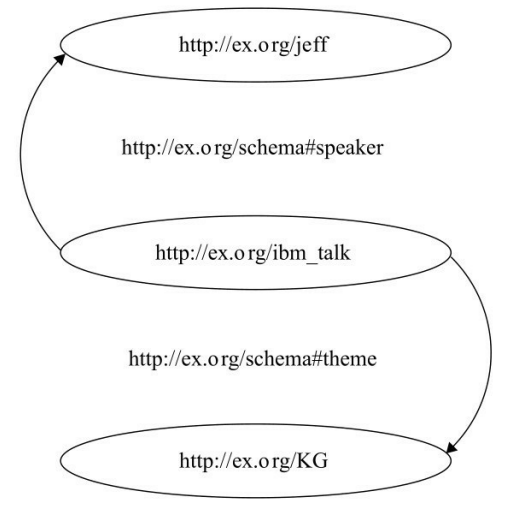 http://ex.org/jeff
http://ex.org/schema#speaker
http://ex.org/ibm_talk
http://ex.org/schema#theme
http://ex.org/KG